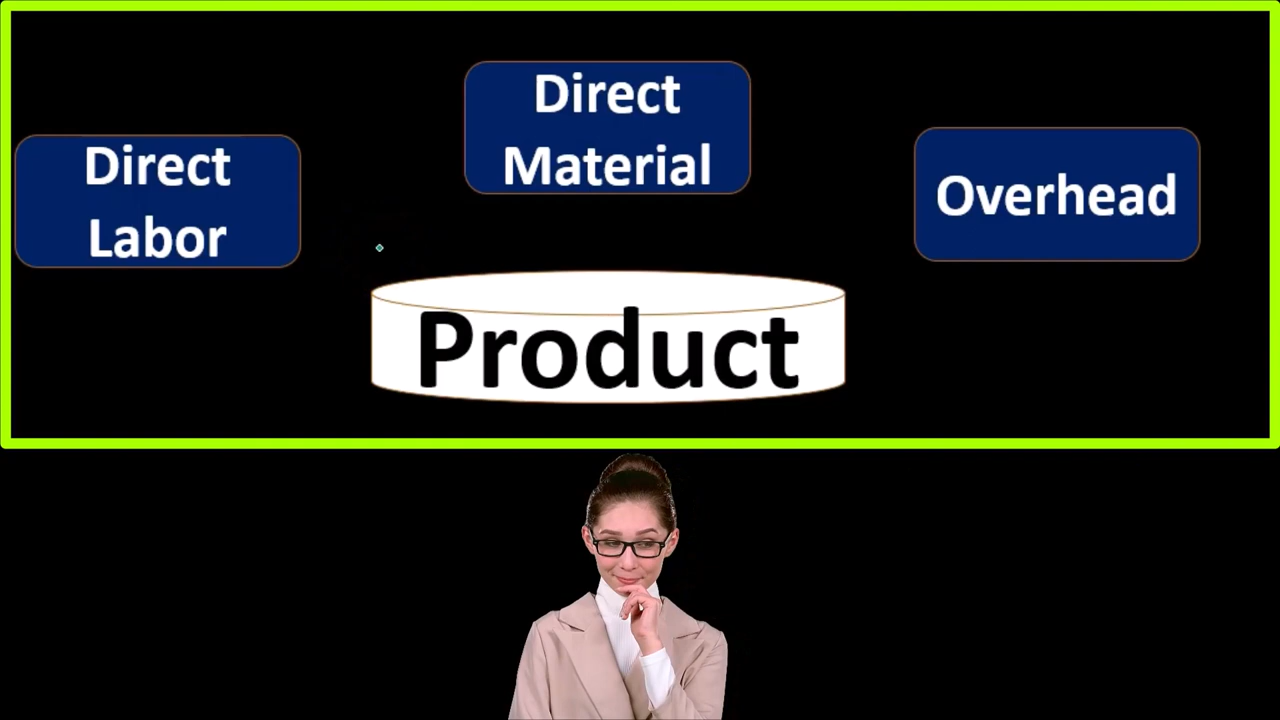 Direct
Material
Direct
Labor
Overhead
Product